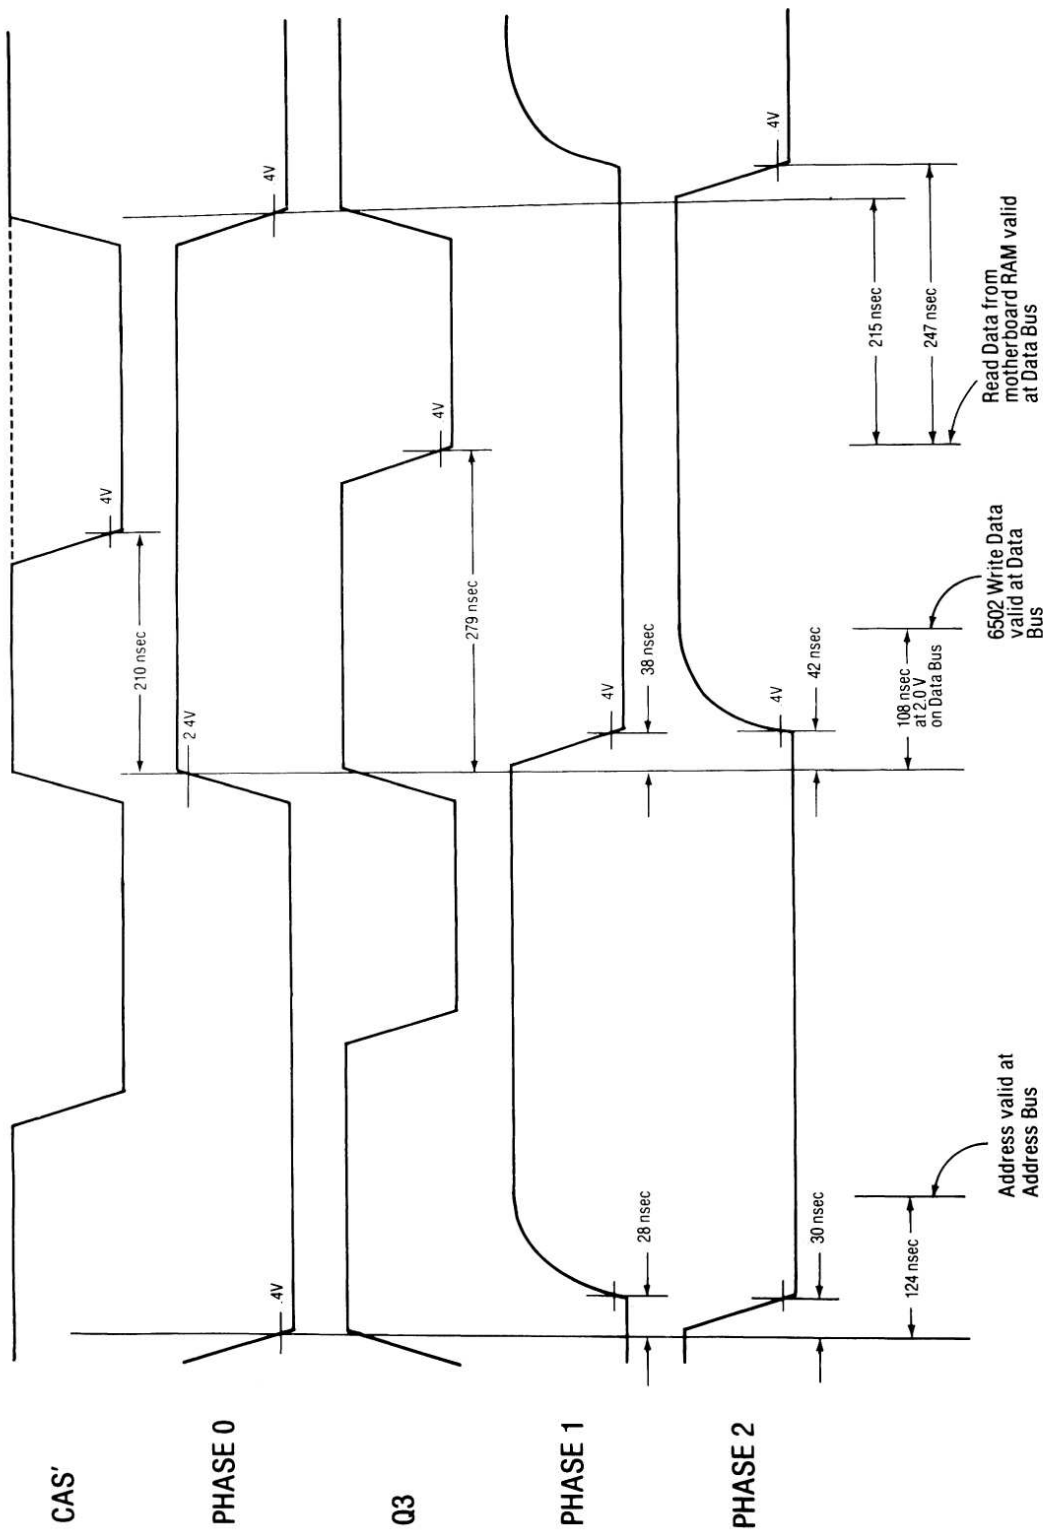 CAS'
.4V
210 nsec
PHASE 0
.4V
2 4V
.4V
Q3
.4V
279 nsec
PHASE 1
28 nsec
.4V
38 nsec
PHASE 2
30 nsec
.4V
42 nsec
.4V
124 nsec
108 nsec
at 2.0 V
on Data Bus
215 nsec
247 nsec
Address valid at
Address Bus
6502 Write Data
valid at Data
Bus
Read Data from
motherboard RAM valid
at Data Bus